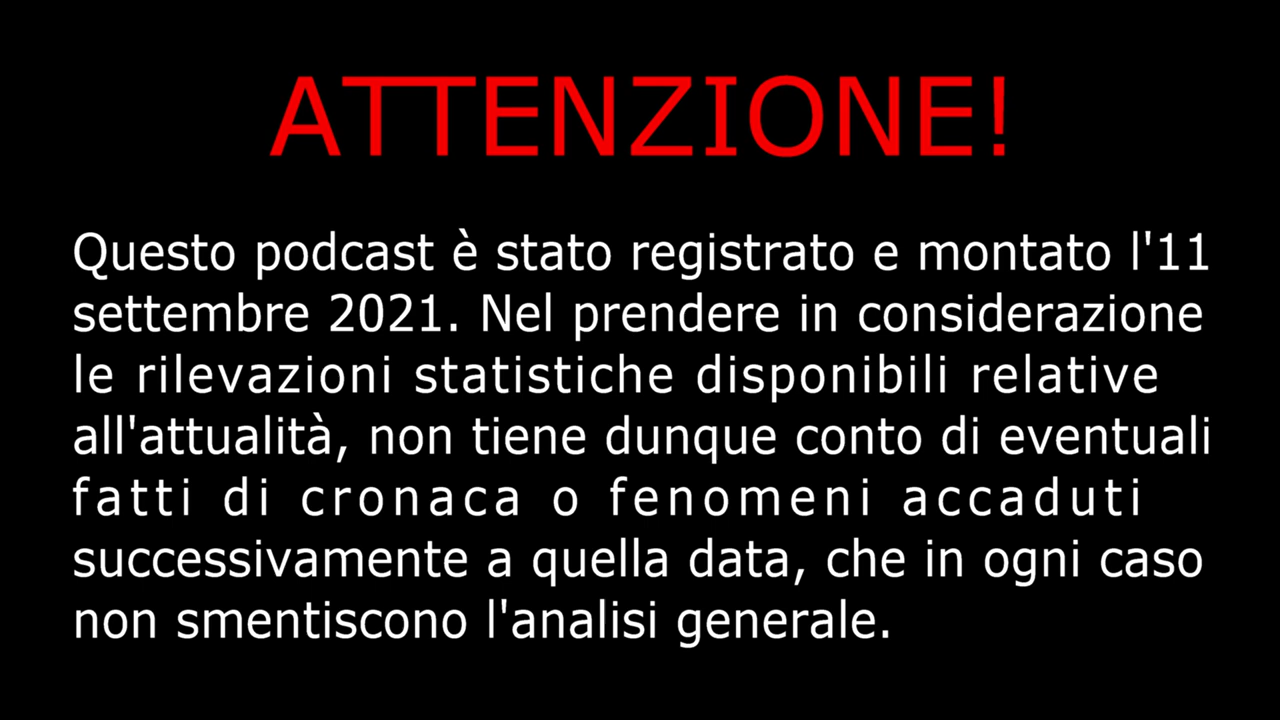 ATTENZIONE!
Questo podcast è stato registrato e montato l'11
settembre 2021. Nel prendere in considerazione
le rilevazioni statistiche disponibili relative
all'attualità, non tiene dunque conto di eventuali
fatti di cronaca o fenomeni accaduti
successivamente a quella data, che in ogni caso
non smentiscono l'analisi generale.